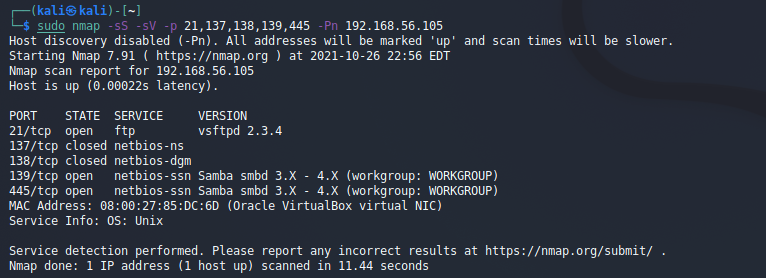 ┌──(kali㉿kali)-[~]
└─$ sudo nmap -sS -sV -p 21,137,138,139,445 -Pn 192.168.56.105
Host discovery disabled (-Pn). All addresses will be marked 'up' and scan times will be slower.
Starting Nmap 7.91 ( https://nmap.org ) at 2021-10-26 22:56 EDT
Nmap scan report for 192.168.56.105
Host is up (0.00022s latency).

PORT    STATE  SERVICE     VERSION
21/tcp  open   ftp         vsftpd 2.3.4
137/tcp closed netbios-ns
138/tcp closed netbios-dgm
139/tcp open   netbios-ssn Samba smbd 3.X - 4.X (workgroup: WORKGROUP)
445/tcp open   netbios-ssn Samba smbd 3.X - 4.X (workgroup: WORKGROUP)
MAC Address: 08:00:27:85:DC:6D (Oracle VirtualBox virtual NIC)
Service Info: OS: Unix

Service detection performed. Please report any incorrect results at https://nmap.org/submit/ .
Nmap done: 1 IP address (1 host up) scanned in 11.44 seconds